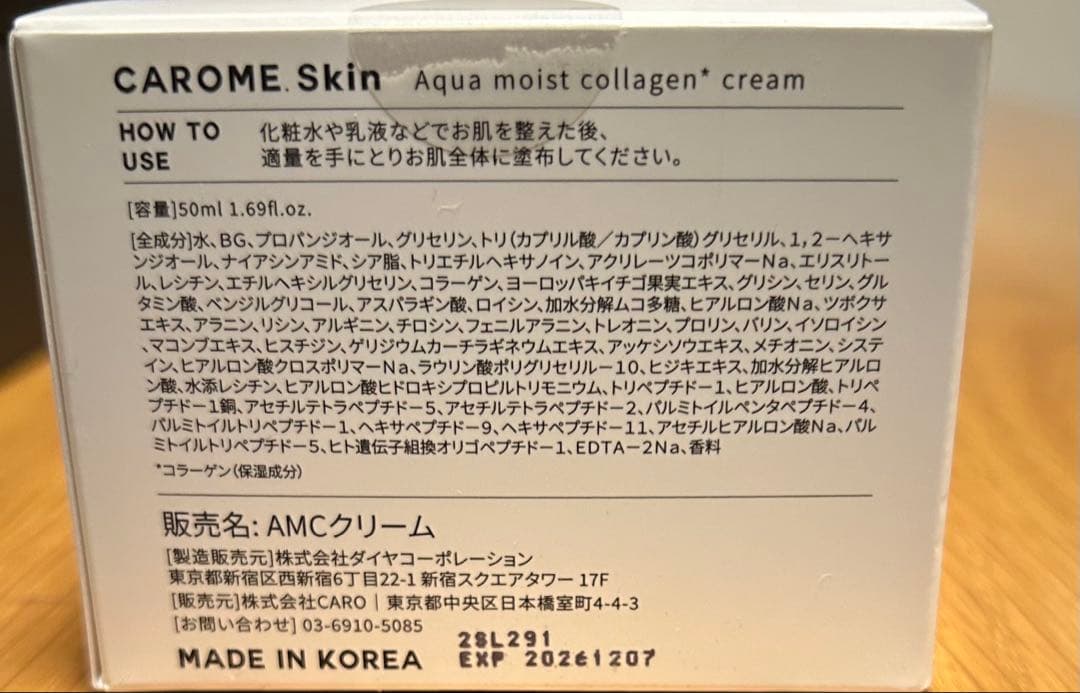 CAROME. Skin Aqua moist collagen* cream
HOW TO USE
化粧水や乳液などでお肌を整えた後、
適量を手にとりお肌全体に塗布してください。
[容量]50ml 1.69fl.oz.
[全成分]水、BG、プロパンジオール、グリセリン、トリ(カプリル酸／カプリン酸)グリセリル、1,2－ヘキサ
ンジオール、ナイアシンアミド、シア脂、トリエチルヘキサノイン、アクリレーツコポリマーNa、エリスリトー
ル、レシチン、エチルヘキシルグリセリン、コラーゲン、ヨーロッパキイチゴ果実エキス、グリシン、セリン、グル
タミン酸、ベンジルグリコール、アスパラギン酸、ロイシン、加水分解ムコ多糖、ヒアルロン酸Na、ツボクサ
エキス、アラニン、リシン、アルギニン、チロシン、フェニルアラニン、トレオニン、プロリン、バリン、イソロイシン
、マコンブエキス、ヒスチジン、ゲリジウムカーチラギネウムエキス、アッケシソウエキス、メチオニン、システ
イン、ヒアルロン酸クロスポリマーNa、ラウリン酸ポリグリセリル－10、ヒジキエキス、加水分解ヒアルロ
ン酸、水添レシチン、ヒアルロン酸ヒドロキシプロピルトリモニウム、トリペプチド－1、ヒアルロン酸、トリペ
プチド－1銅、アセチルテトラペプチド－5、アセチルテトラペプチド－2、パルミトイルペンタペプチド－4、
パルミトイルトリペプチド－1、ヘキサペプチド－9、ヘキサペプチド－11、アセチルヒアルロン酸Na、パル
ミトイルトリペプチド－5、ヒト遺伝子組換オリゴペプチド－1、EDTA－2Na、香料
*コラーゲン(保湿成分)
販売名: AMCクリーム
[製造販売元]株式会社ダイヤコーポレーション
東京都新宿区西新宿6丁目22-1 新宿スクエアタワー 17F
[販売元]株式会社CARO｜東京都中央区日本橋室町4-4-3
[お問い合わせ] 03-6910-5085
MADE IN KOREA
2SL291
EXP 20261207